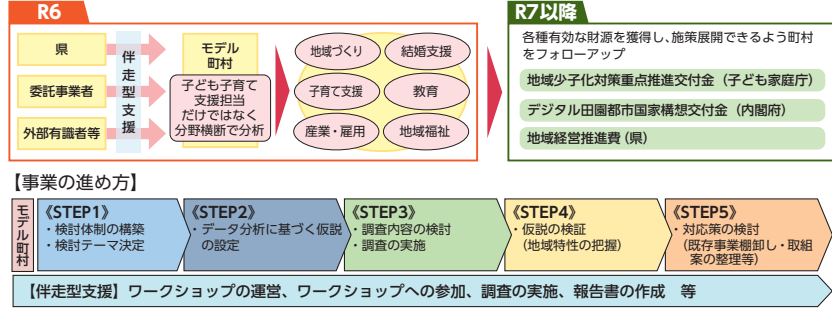 R6
県
委託事業者
外部有識者等
伴走型支援
モデル
町村
子ども子育て
支援担当
だけではなく
分野横断で分析
地域づくり
結婚支援
子育て支援
教育
産業・雇用
地域福祉
R7以降
各種有効な財源を獲得し、施策展開できるよう町村
をフォローアップ
地域少子化対策重点推進交付金（子ども家庭庁）
デジタル田園都市国家構想交付金（内閣府）
地域経営推進費（県）
【事業の進め方】
モデル町村
《STEP1》
・検討体制の構築
・検討テーマ決定
《STEP2》
・データ分析に基づく仮説
の設定
《STEP3》
・調査内容の検討
・調査の実施
《STEP4》
・仮説の検証
（地域特性の把握）
《STEP5》
・対応策の検討
（既存事業棚卸し・取組
案の整理等）
【伴走型支援】ワークショップの運営、ワークショップへの参加、調査の実施、報告書の作成　等